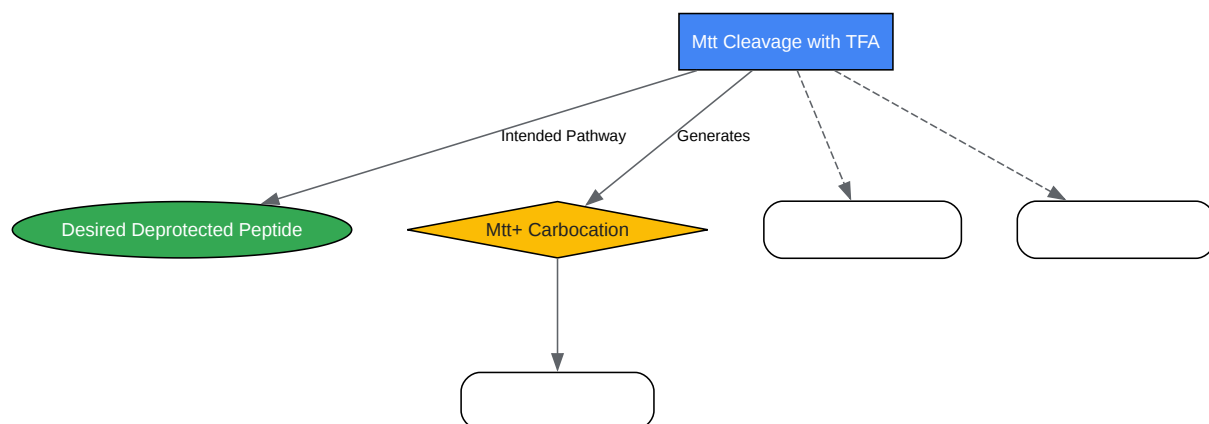 Mtt Cleavage with TFA
Intended Pathway
Generates
Desired Deprotected Peptide
Mtt+ Carbocation